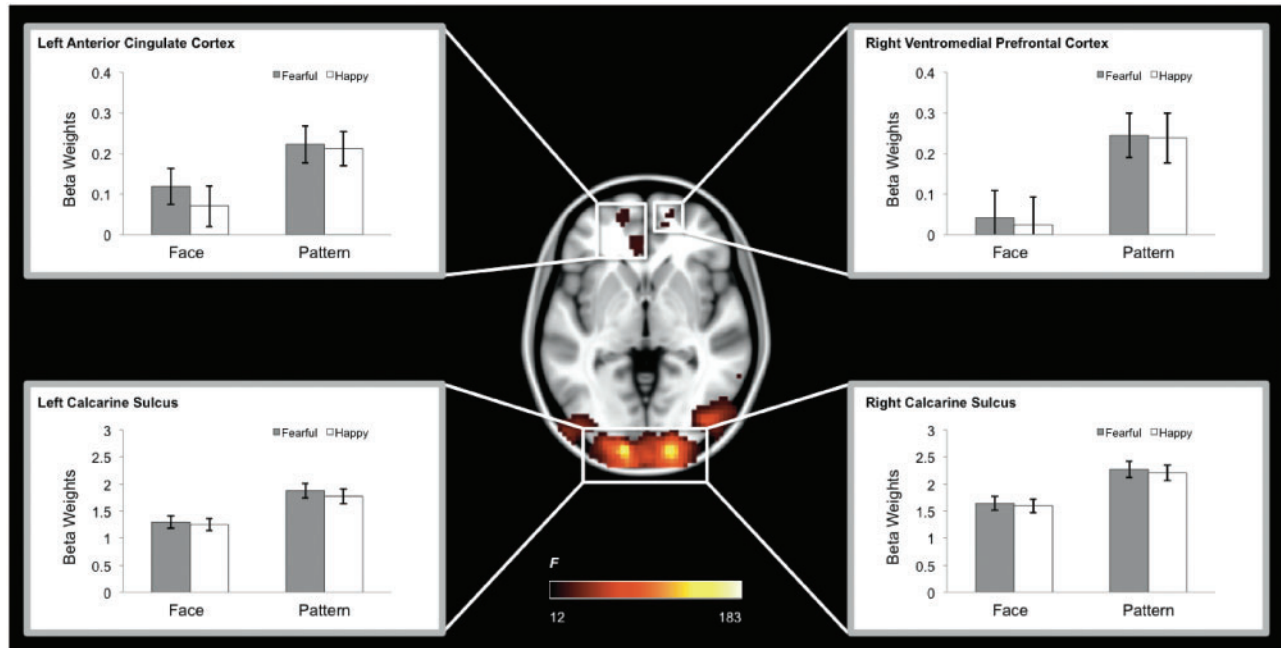 Left Anterior Cingulate Cortex
Fearful Happy
0.4
0.3
0.2
0.1
0
Beta Weights
Face Pattern
Right Ventromedial Prefrontal Cortex
Fearful Happy
0.4
0.3
0.2
0.1
0
Beta Weights
Face Pattern
Left Calcarine Sulcus
Fearful Happy
3
2.5
2
1.5
1
0.5
0
Beta Weights
Face Pattern
Right Calcarine Sulcus
Fearful Happy
3
2.5
2
1.5
1
0.5
0
Beta Weights
Face Pattern
F
12 183